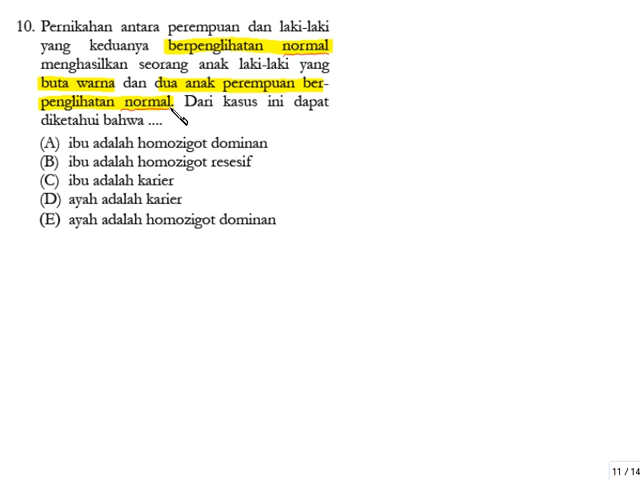 10. Pernikahan antara perempuan dan laki-laki
yang keduanya berpenglihatan normal
menghasilkan seorang anak laki-laki yang
buta warna dan dua anak perempuan ber-
penglihatan normal. Dari kasus ini dapat
diketahui bahwa ....
(A) ibu adalah homozigot dominan
(B) ibu adalah homozigot resesif
(C) ibu adalah karier
(D) ayah adalah karier
(E) ayah adalah homozigot dominan
11 / 14